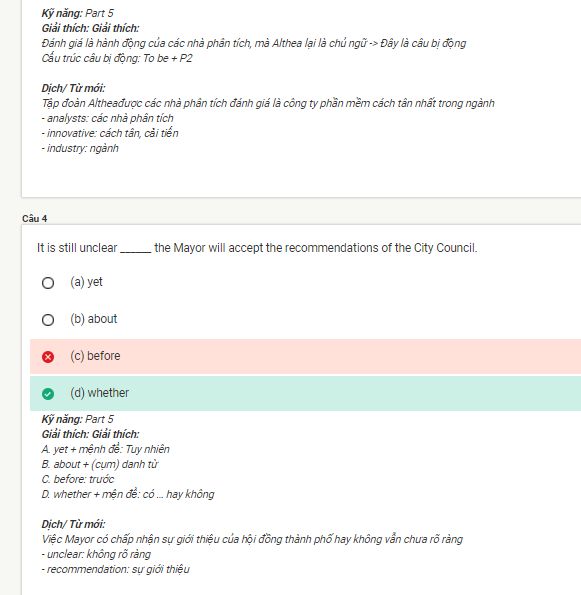 Kỹ năng: Part 5
Giải thích: Giải thích:
Đánh giá là hành động của các nhà phân tích, mà Althea lại là chủ ngữ -> Đây là câu bị động
Cấu trúc câu bị động: To be + P2
Dịch/ Từ mới:
Tập đoàn Altheađược các nhà phân tích đánh giá là công ty phần mềm cách tân nhất trong ngành
- analysts: các nhà phân tích
- innovative: cách tân, cải tiến
- industry: ngành
Câu 4
It is still unclear ______ the Mayor will accept the recommendations of the City Council.
(a) yet
(b) about
(c) before
(d) whether
Kỹ năng: Part 5
Giải thích: Giải thích:
A. yet + mệnh đề: Tuy nhiên
B. about + (cụm) danh từ
C. before: trước
D. whether + mện đề: có ... hay không
Dịch/ Từ mới:
Việc Mayor có chấp nhận sự giới thiệu của hội đồng thành phố hay không vẫn chưa rõ ràng
- unclear: không rõ ràng
- recommendation: sự giới thiệu